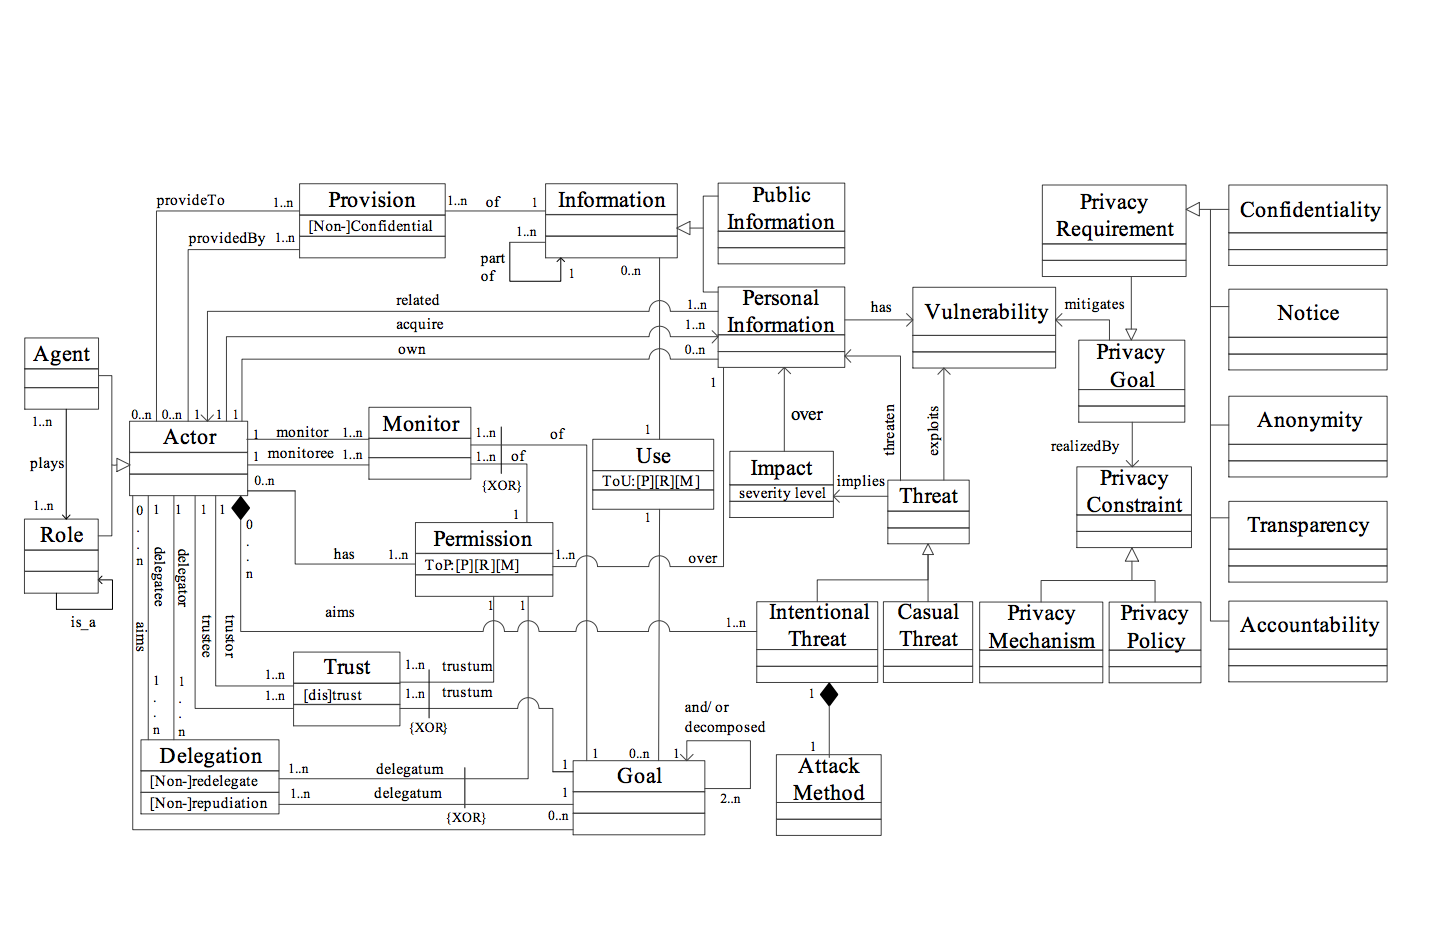 provideTo
1..n
Provision
[Non-]Confidential
1..n
of
1
Information
Public
Information
Privacy
Requirement
Confidentiality
providedBy
1..n
1..n
part
of
1
0..n
related
1..n
acquire
1..n
own
0..n
Personal
Information
1
has
Vulnerability
mitigates
Notice
Privacy
Goal
Agent
1..n
plays
1..n
Role
is_a
0..n
0..n
1
1
1
Actor
1
monitor
1..n
1
monitoree
1..n
0..n
Monitor
1..n
of
1..n
of
{XOR}
1
1
Use
ToU:[P][R][M]
1
over
Impact
severity level
implies
threaten
exploits
Threat
realizedBy
Privacy
Constraint
Anonymity
Transparency
Accountability
has
1..n
Permission
ToP:[P][R][M]
1..n
over
1
1
0
.
.
n
aims
1
delegatee
1
.
.
n
1
delegator
1
.
.
n
1
trustee
1
trustor
0
.
.
n
aims
1..n
Intentional
Threat
Casual
Threat
Privacy
Mechanism
Privacy
Policy
1..n
1..n
Trust
[dis]trust
1..n
trustum
1..n
trustum
{XOR}
Delegation
[Non-]redelegate
[Non-]repudiation
1..n
delegatum
1..n
delegatum
{XOR}
1
1
0..n
1
0..n
1
Goal
and/ or
decomposed
2..n
1
1
Attack
Method